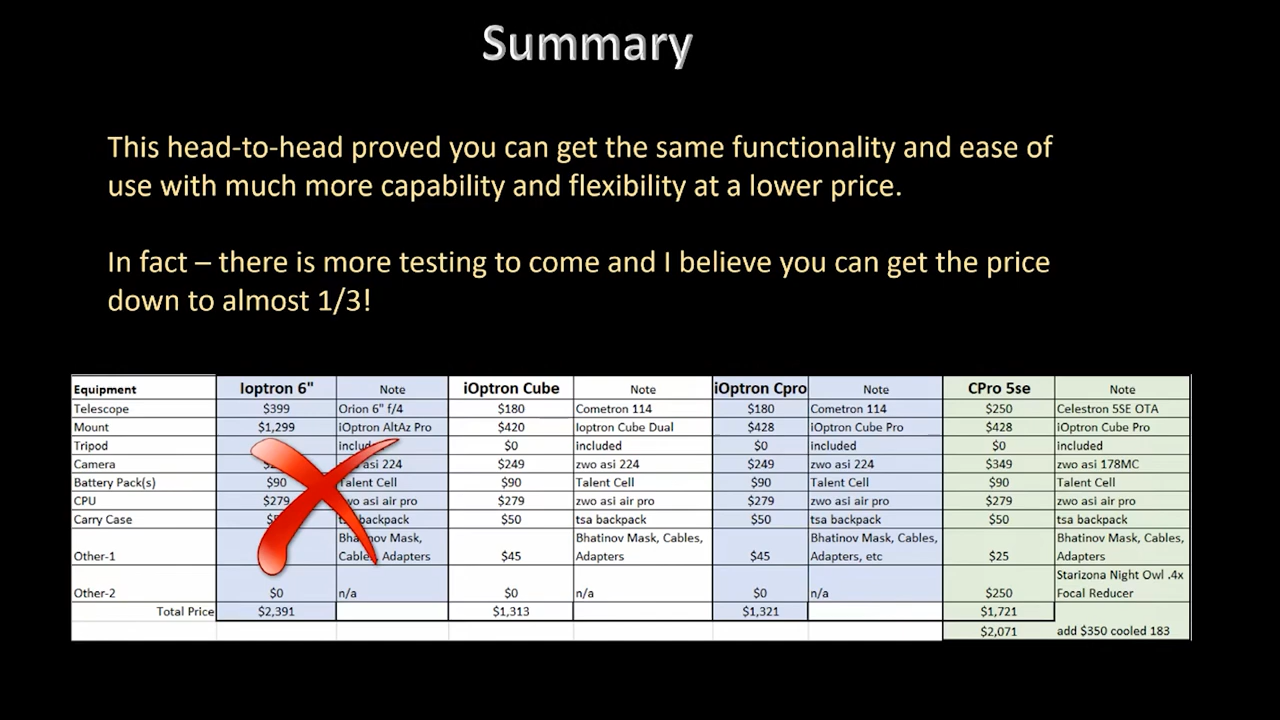 Summary
This head-to-head proved you can get the same functionality and ease of
use with much more capability and flexibility at a lower price.
In fact – there is more testing to come and I believe you can get the price
down to almost 1/3!
Equipment Ioptron 6" Note iOptron Cube Note iOptron Cpro Note CPro 5se Note
Telescope $399 Orion 6" f/4 $180 Cometron 114 $180 Cometron 114 $250 Celestron 5SE OTA
Mount $1,299 iOptron AltAz Pro $420 Ioptron Cube Dual $428 iOptron Cube Pro $428 iOptron Cube Pro
Tripod $0 included $0 included $0 included
Camera asi 224 $249 zwo asi 224 $249 zwo asi 224 $349 zwo asi 178MC
Battery Pack(s) $90 Talent Cell $90 Talent Cell $90 Talent Cell $90 Talent Cell
CPU $279 zwo asi air pro $279 zwo asi air pro $279 zwo asi air pro $279 zwo asi air pro
Carry Case backpack $50 tsa backpack $50 tsa backpack $50 tsa backpack
Bhatinov Mask, Bhatinov Mask, Cables, Bhatinov Mask, Cables, Bhatinov Mask, Cables,
Other-1 Adapters $45 Adapters $45 Adapters, etc $25 Adapters
Starizona Night Owl .4x
Other-2 $0 n/a $0 n/a $0 n/a $250 Focal Reducer
Total Price $2,391 $1,313 $1,321 $1,721
$2,071 add $350 cooled 183